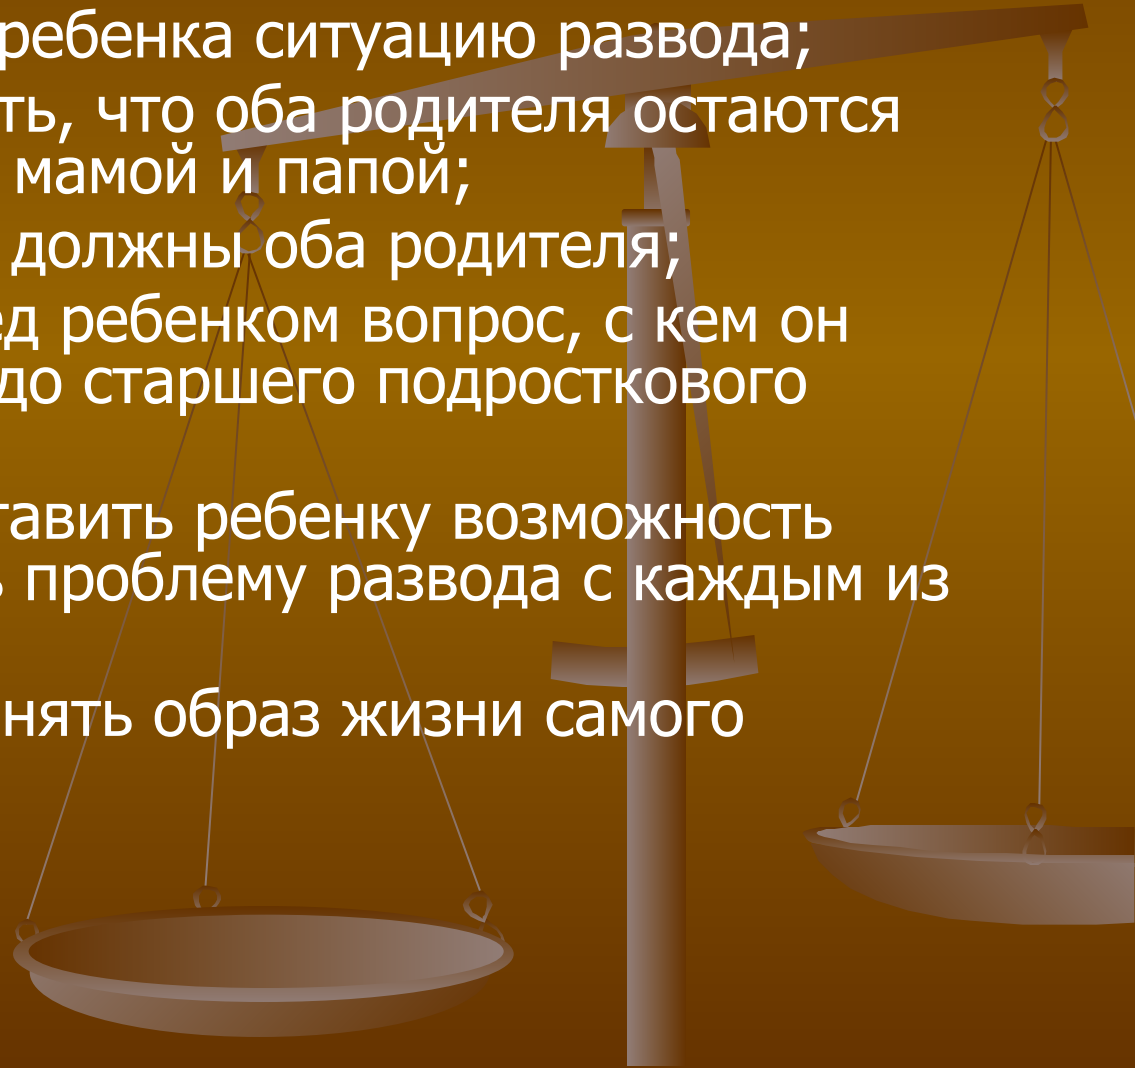 ребенка ситуацию развода;
ть, что оба родителя остаются
мамой и папой;
должны оба родителя;
ед ребенком вопрос, с кем он
до старшего подросткового
тавить ребенку возможность
ь проблему развода с каждым из
нять образ жизни самого